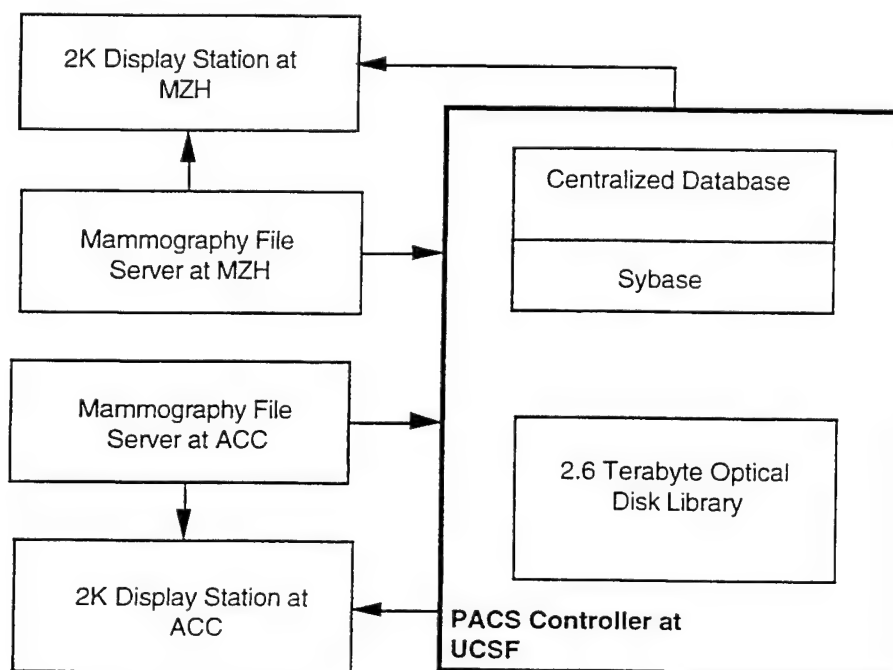 2K Display Station at
MZH
Mammography File
Server at MZH
Mammography File
Server at ACC
2K Display Station at
ACC
Centralized Database
Sybase
2.6 Terabyte Optical
Disk Library
PACS Controller at
UCSF